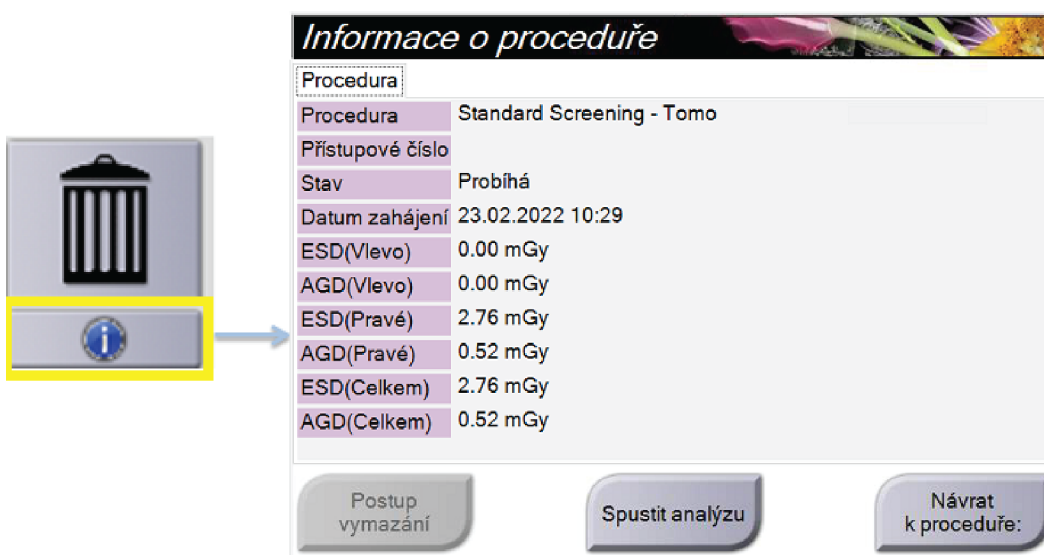 Informace o proceduře
Procedura
Procedura Standard Screening - Tomo
Přístupové číslo
Stav Probíhá
Datum zahájení 23.02.2022 10:29
ESD(Vlevo) 0.00 mGy
AGD(Vlevo) 0.00 mGy
ESD(Pravé) 2.76 mGy
AGD(Pravé) 0.52 mGy
ESD(Celkem) 2.76 mGy
AGD(Celkem) 0.52 mGy
Postup
vymazání
Spustit analýzu
Návrat
k proceduře: